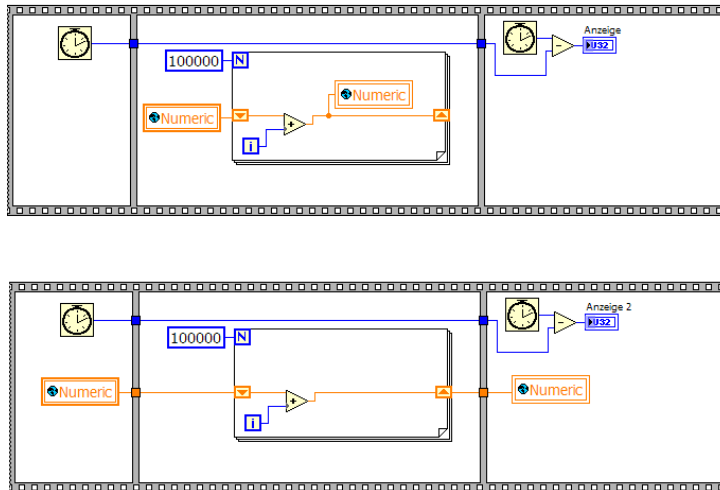 Anzeige
U32
100000 N
Numeric
Numeric
i
Anzeige 2
U32
100000 N
Numeric
Numeric
i